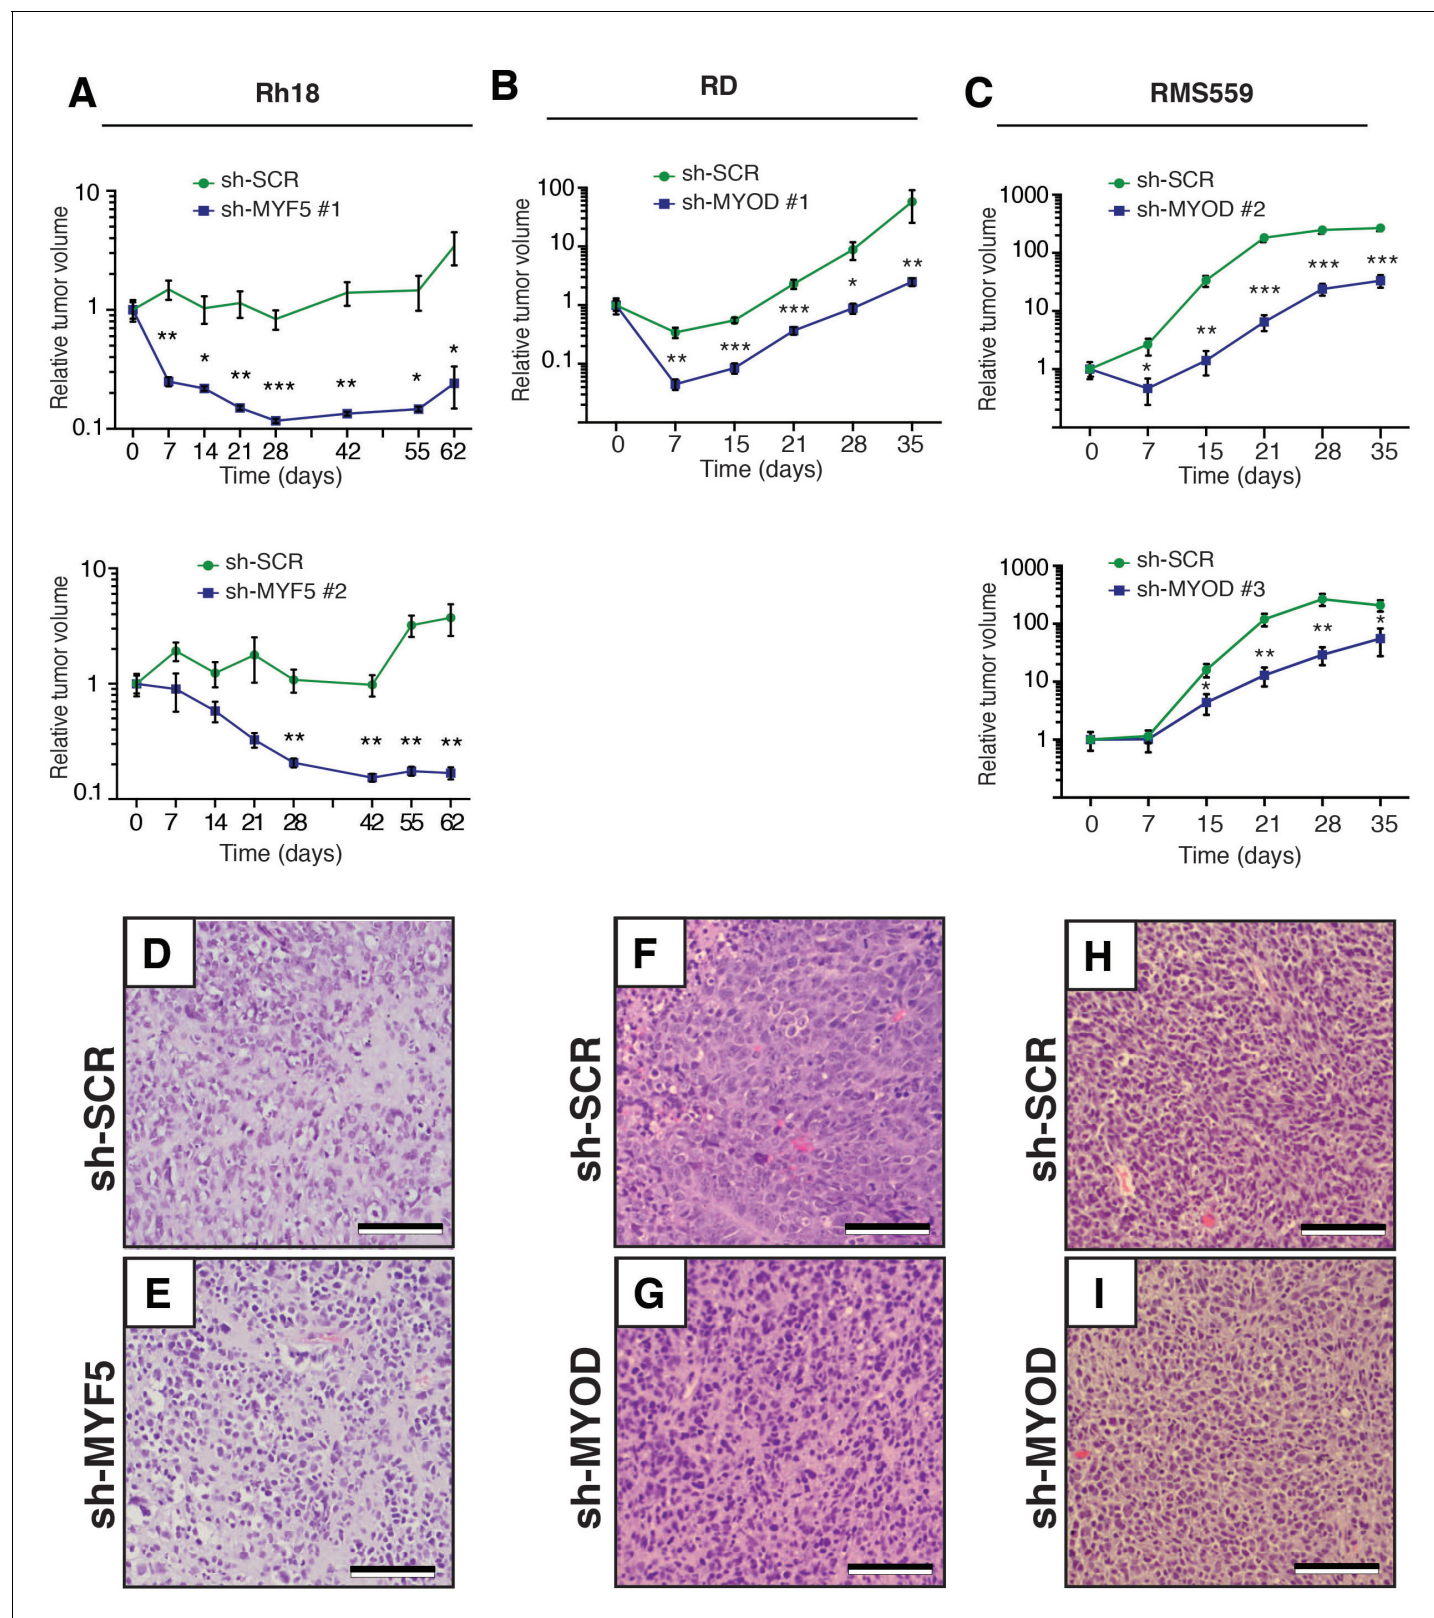 A Rh18
B RD
C RMS559
sh-SCR
sh-MYF5 #1
Relative tumor volume
10
1
0.1
** * ** *** ** * *
0 7 14 21 28 42 55 62
Time (days)
sh-SCR
sh-MYOD #1
Relative tumor volume
100
10
1
0.1
** *** *** * **
0 7 15 21 28 35
Time (days)
sh-SCR
sh-MYOD #2
Relative tumor volume
1000
100
10
1
* ** *** *** ***
0 7 15 21 28 35
Time (days)
sh-SCR
sh-MYF5 #2
Relative tumor volume
10
1
0.1
** ** ** **
0 7 14 21 28 42 55 62
Time (days)
sh-SCR
sh-MYOD #3
Relative tumor volume
1000
100
10
1
* ** ** *
0 7 15 21 28 35
Time (days)
sh-SCR
D
sh-SCR
F
sh-SCR
H
sh-MYF5
E
sh-MYOD
G
sh-MYOD
I